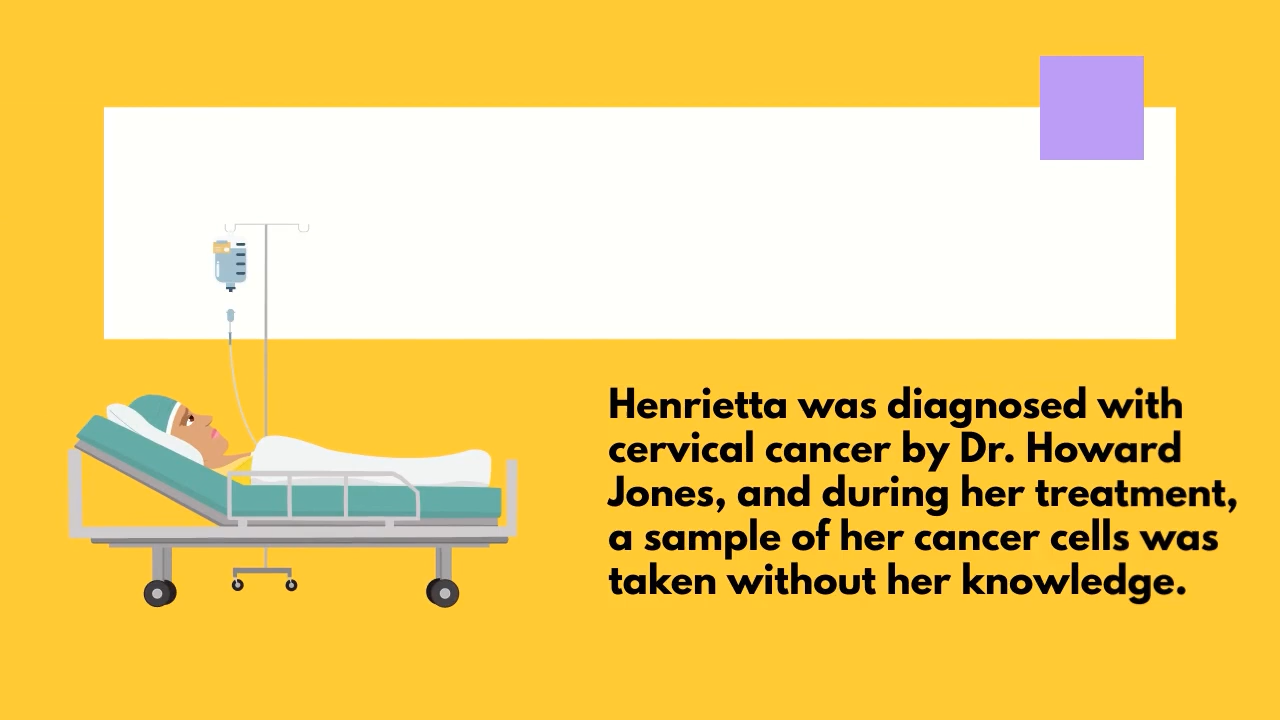 Henrietta was diagnosed with
cervical cancer by Dr. Howard
Jones, and during her treatment,
a sample of her cancer cells was
taken without her knowledge.